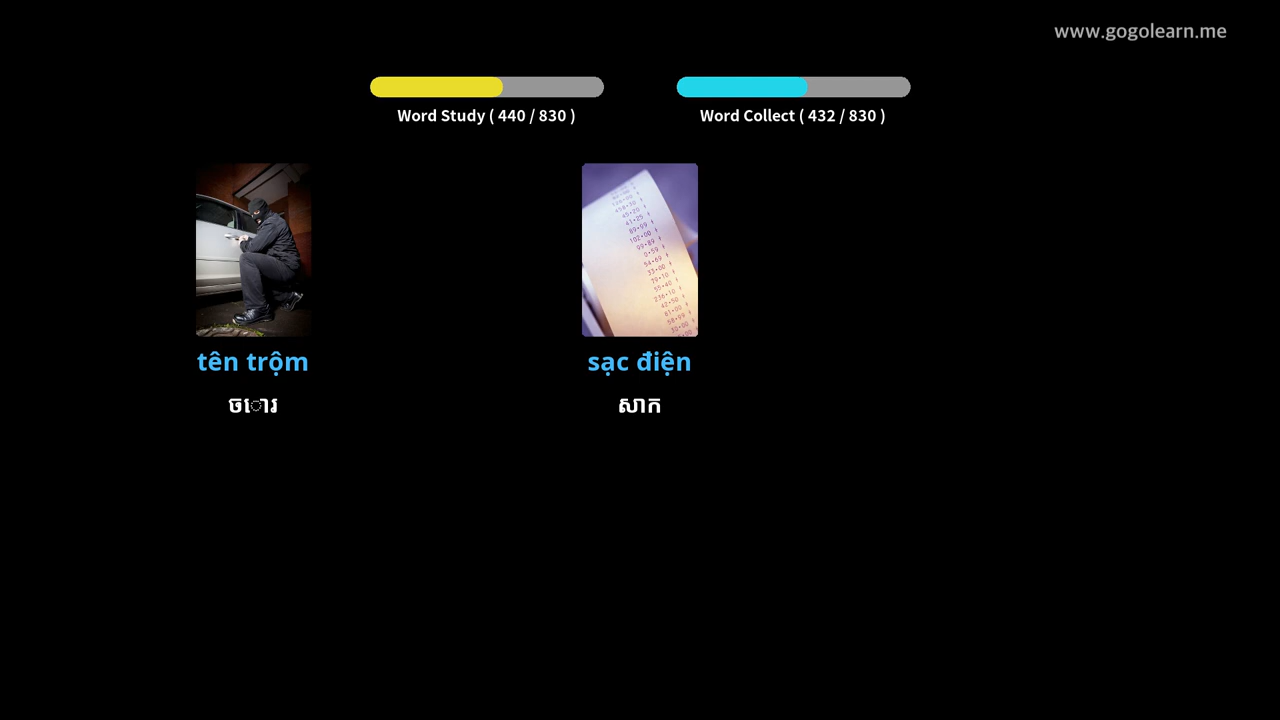 www.gogolearn.me
Word Study ( 440 / 830 )
Word Collect ( 432 / 830 )
tên trộm
ចោរ
sạc điện
សាក